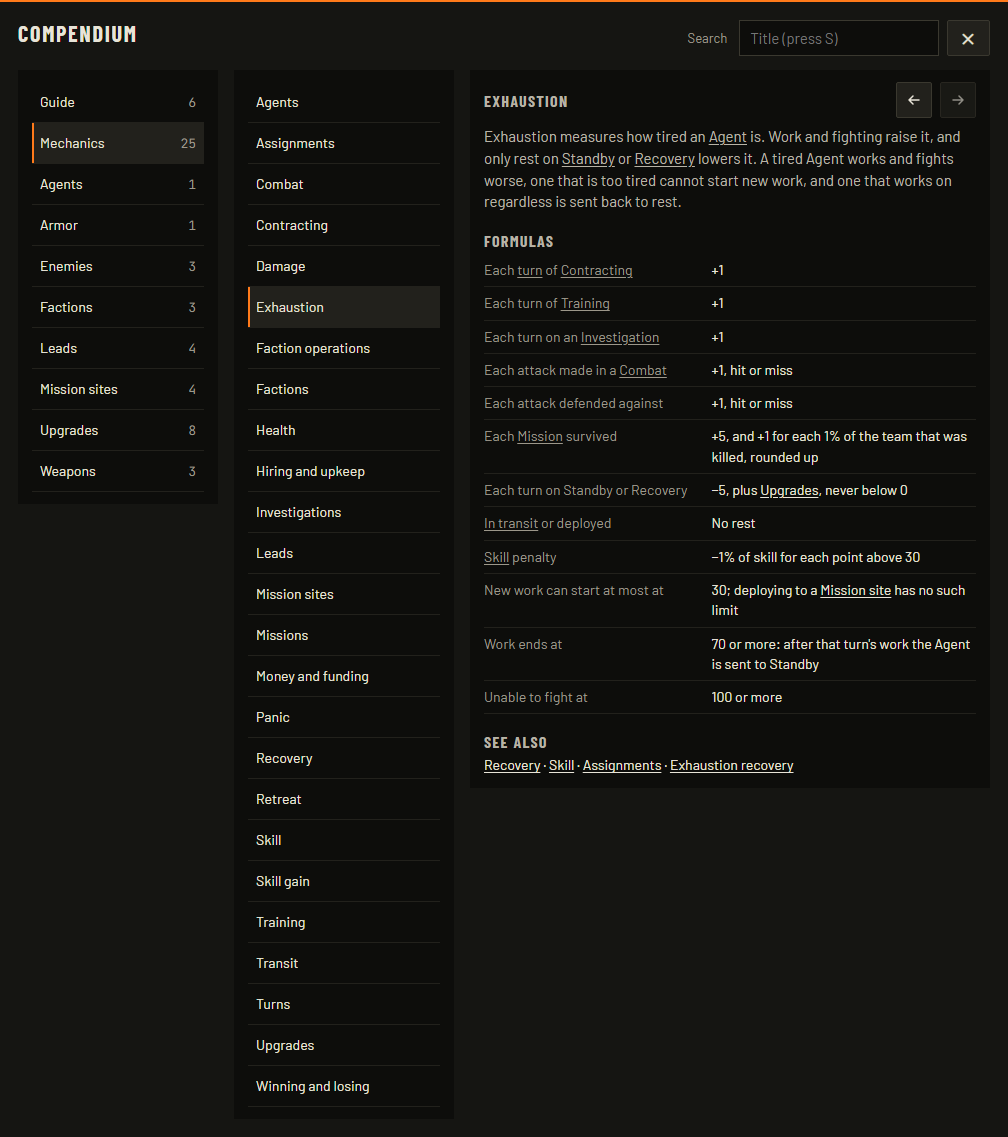 COMPENDIUM
Search
Title (press S)
Guide 6
Mechanics 25
Agents 1
Armor 1
Enemies 3
Factions 3
Leads 4
Mission sites 4
Upgrades 8
Weapons 3
Agents
Assignments
Combat
Contracting
Damage
Exhaustion
Faction operations
Factions
Health
Hiring and upkeep
Investigations
Leads
Mission sites
Missions
Money and funding
Panic
Recovery
Retreat
Skill
Skill gain
Training
Transit
Turns
Upgrades
Winning and losing
EXHAUSTION
Exhaustion measures how tired an Agent is. Work and fighting raise it, and
only rest on Standby or Recovery lowers it. A tired Agent works and fights
worse, one that is too tired cannot start new work, and one that works on
regardless is sent back to rest.
FORMULAS
Each turn of Contracting +1
Each turn of Training +1
Each turn on an Investigation +1
Each attack made in a Combat +1, hit or miss
Each attack defended against +1, hit or miss
Each Mission survived +5, and +1 for each 1% of the team that was
killed, rounded up
Each turn on Standby or Recovery −5, plus Upgrades, never below 0
In transit or deployed No rest
Skill penalty −1% of skill for each point above 30
New work can start at most at 30; deploying to a Mission site has no such
limit
Work ends at 70 or more: after that turn's work the Agent
is sent to Standby
Unable to fight at 100 or more
SEE ALSO
Recovery · Skill · Assignments · Exhaustion recovery